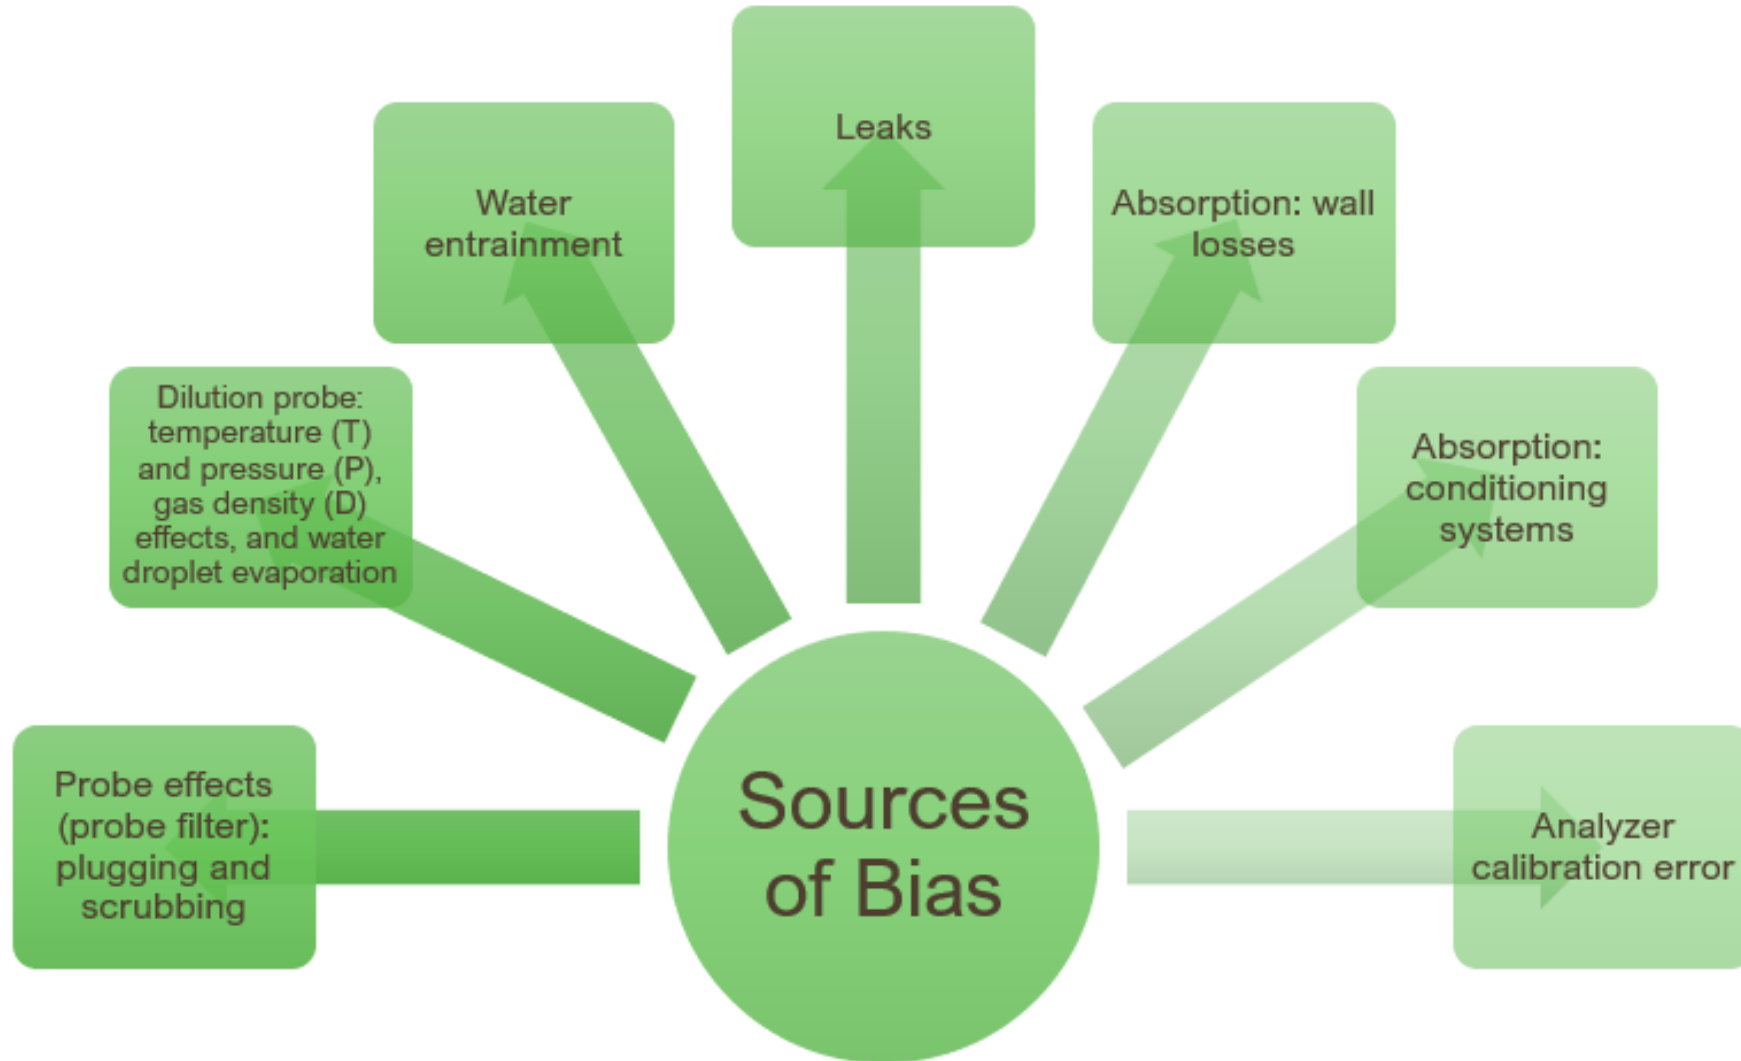 Leaks
Water
entrainment
Absorption: wall
losses
Dilution probe:
temperature (T)
and pressure (P),
gas density (D)
effects, and water
droplet evaporation
Absorption:
conditioning
systems
Probe effects
(probe filter):
plugging and
scrubbing
Sources
of Bias
Analyzer
calibration error